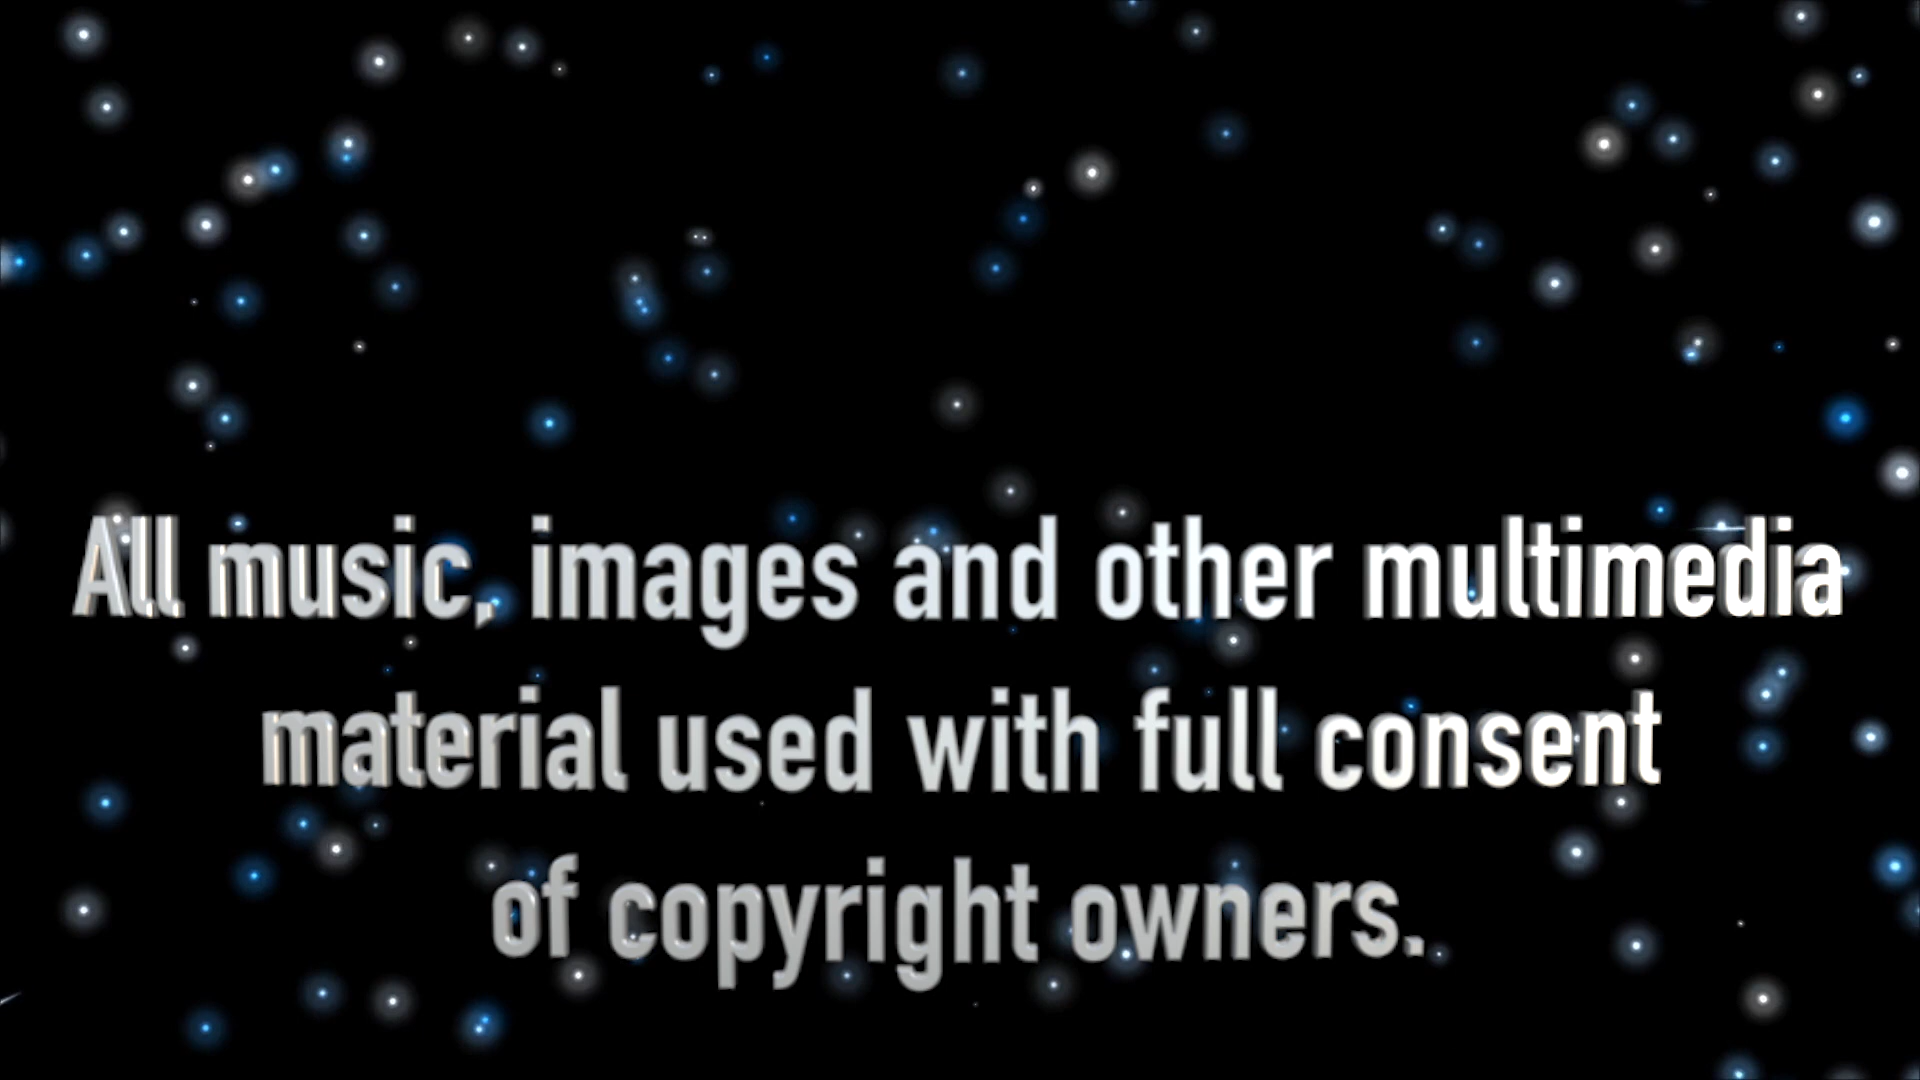 All music, images and other multimedia
material used with full consent
of copyright owners.